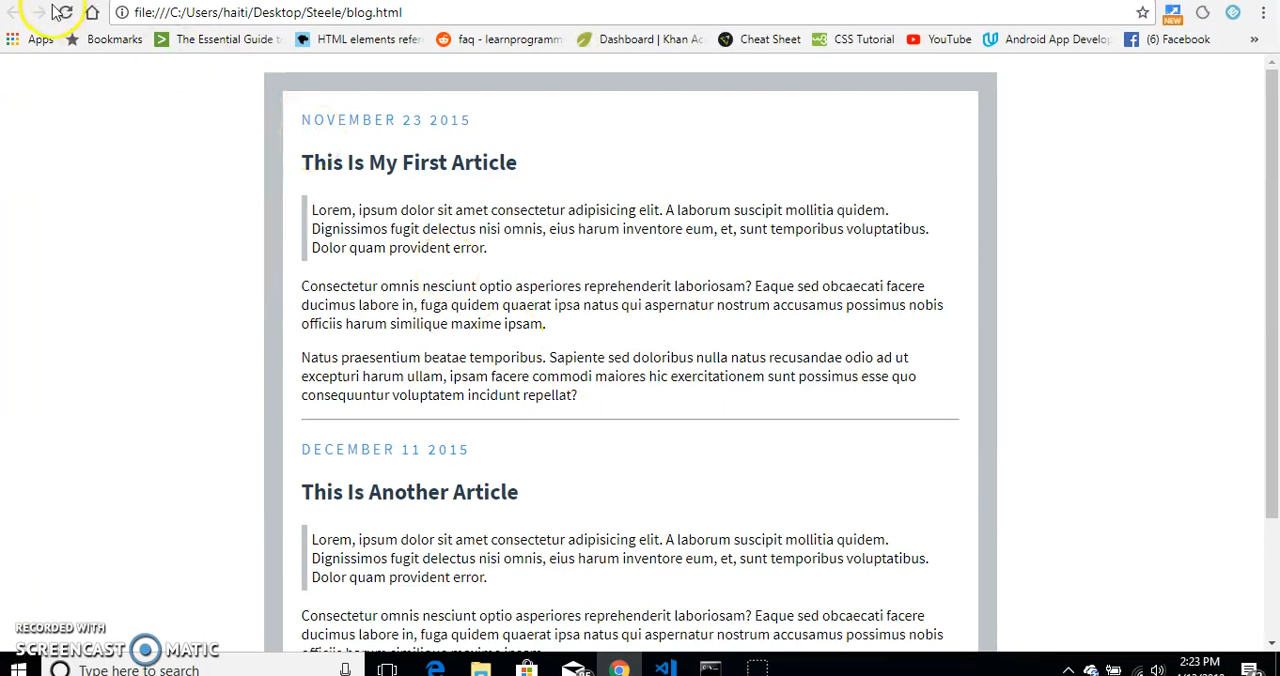 file:///C:/Users/haiti/Desktop/Steele/blog.html
NEW
Apps Bookmarks The Essential Guide to HTML elements refer faq - learnprogramm Dashboard | Khan Ac Cheat Sheet CSS Tutorial YouTube Android App Develop (6) Facebook »
NOVEMBER 23 2015
This Is My First Article
Lorem, ipsum dolor sit amet consectetur adipisicing elit. A laborum suscipit mollitia quidem.
Dignissimos fugit delectus nisi omnis, eius harum inventore eum, et, sunt temporibus voluptatibus.
Dolor quam provident error.
Consectetur omnis nesciunt optio asperiores reprehenderit laboriosam? Eaque sed obcaecati facere
ducimus labore in, fuga quidem quaerat ipsa natus qui aspernatur nostrum accusamus possimus nobis
officiis harum similique maxime ipsam.
Natus praesentium beatae temporibus. Sapiente sed doloribus nulla natus recusandae odio ad ut
excepturi harum ullam, ipsam facere commodi maiores hic exercitationem sunt possimus esse quo
consequuntur voluptatem incidunt repellat?
DECEMBER 11 2015
This Is Another Article
Lorem, ipsum dolor sit amet consectetur adipisicing elit. A laborum suscipit mollitia quidem.
Dignissimos fugit delectus nisi omnis, eius harum inventore eum, et, sunt temporibus voluptatibus.
Dolor quam provident error.
Consectetur omnis nesciunt optio asperiores reprehenderit laboriosam? Eaque sed obcaecati facere
ducimus labore in, fuga quidem quaerat ipsa natus qui aspernatur nostrum accusamus possimus nobis
officiis harum similique maxime ipsam.
RECORDED WITH
SCREENCAST MATIC
Type here to search
2:23 PM